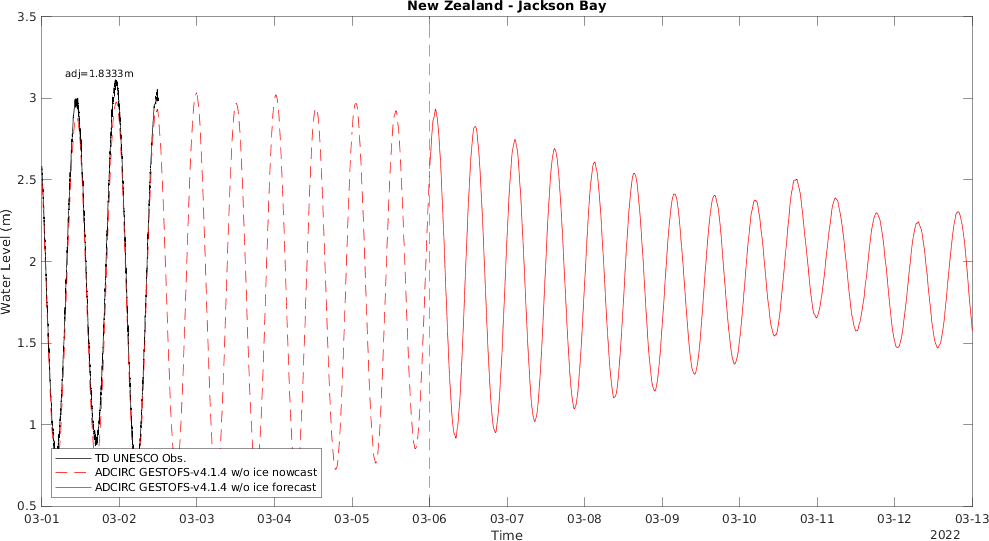 New Zealand - Jackson Bay
adj=1.8333m
3.5
3
2.5
2
1.5
1
0.5
Water Level (m)
TD UNESCO Obs.
ADCIRC GESTOFS-v4.1.4 w/o ice nowcast
ADCIRC GESTOFS-v4.1.4 w/o ice forecast
03-01 03-02 03-03 03-04 03-05 03-06 03-07 03-08 03-09 03-10 03-11 03-12 03-13
Time
2022